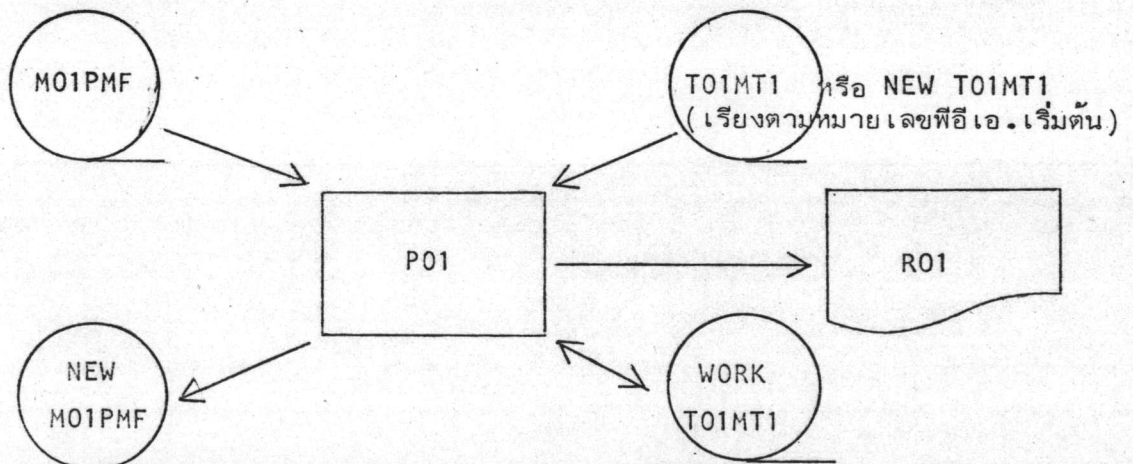 M01PMF
T01MT1 หรือ NEW T01MT1
(เรียงตามหมายเลขพีอีเอ.เริ่มต้น)
P01
R01
NEW
M01PMF
WORK
T01MT1